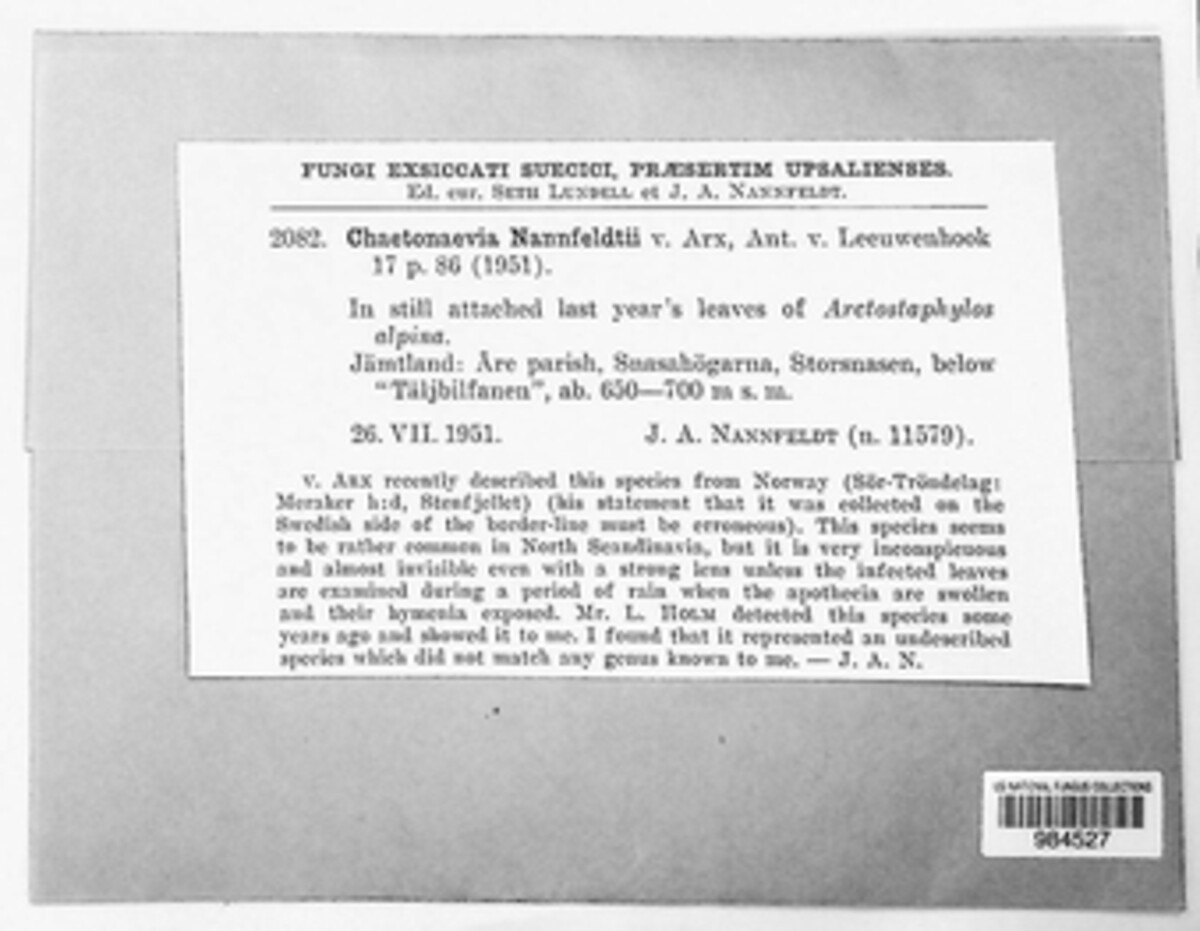 FUNGI EXSICCATI SUECICI, PRÆSERTIM UPSALIENSES.
Ed. cur. SETH LUNDELL et J. A. NANNFELDT.
2082. Chaetonaevia Nannfeldtii v. Arx, Ant. v. Leeuwenhook
17 p. 86 (1951).
In still attached last year's leaves of Arctostaphylos
alpina.
Jämtland: Åre parish, Snasahögarna, Storsnasen, below
"Täljbilfanen", ab. 650—700 m s. m.
26. VII. 1951. J. A. NANNFELDT (n. 11579).
v. ARX recently described this species from Norway (Sör-Tröndelag:
Meraker h:d, Stenfjellet) (his statement that it was collected on the
Swedish side of the border-line must be erroneous). This species seems
to be rather common in North Scandinavia, but it is very inconspicuous
and almost invisible even with a strong lens unless the infected leaves
are examined during a period of rain when the apothecia are swollen
and their hymenia exposed. Mr. L. HOLM detected this species some
years ago and showed it to me. I found that it represented an undescribed
species which did not match any genus known to me. — J. A. N.
US NATIONAL FUNGUS COLLECTIONS
984527